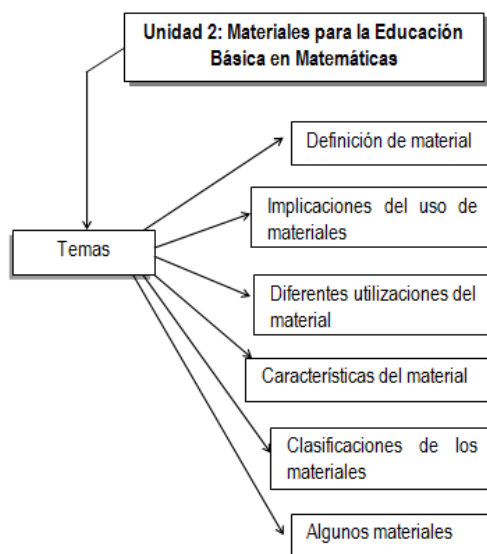 Unidad 2: Materiales para la Educación
Básica en Matemáticas
Definición de material
Implicaciones del uso de
materiales
Temas
Diferentes utilizaciones del
material
Características del material
Clasificaciones de los
materiales
Algunos materiales